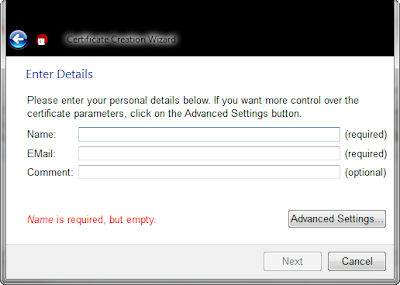 Certificate Creation Wizard
Enter Details
Please enter your personal details below. If you want more control over the
certificate parameters, click on the Advanced Settings button.
Name: (required)
EMail: (required)
Comment: (optional)
Name is required, but empty.
Advanced Settings...
Next Cancel